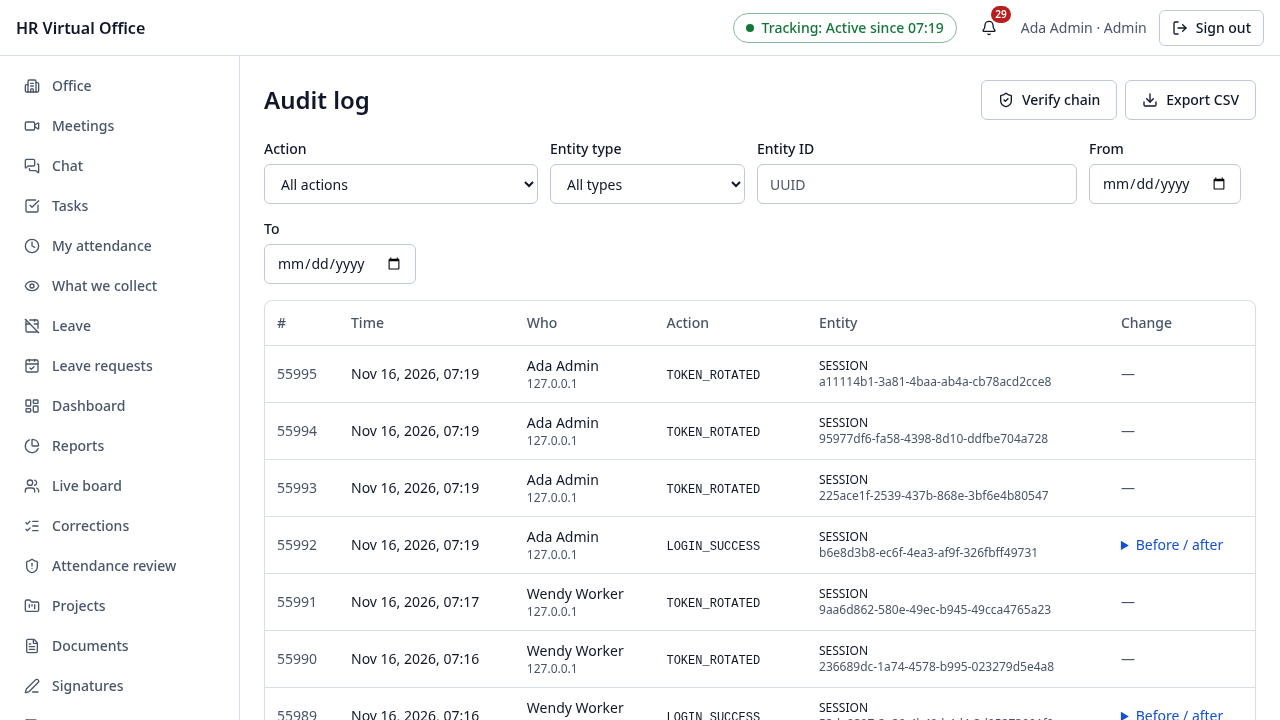 HR Virtual Office
Tracking: Active since 07:19
29
Ada Admin · Admin
Sign out
Office
Meetings
Chat
Tasks
My attendance
What we collect
Leave
Leave requests
Dashboard
Reports
Live board
Corrections
Attendance review
Projects
Documents
Signatures
Audit log
Verify chain
Export CSV
Action
Entity type
Entity ID
From
All actions
All types
UUID
mm/dd/yyyy
To
mm/dd/yyyy
# Time Who Action Entity Change
55995 Nov 16, 2026, 07:19 Ada Admin TOKEN_ROTATED SESSION —
127.0.0.1 a11114b1-3a81-4baa-ab4a-cb78acd2cce8
55994 Nov 16, 2026, 07:19 Ada Admin TOKEN_ROTATED SESSION —
127.0.0.1 95977df6-fa58-4398-8d10-ddfbe704a728
55993 Nov 16, 2026, 07:19 Ada Admin TOKEN_ROTATED SESSION —
127.0.0.1 225ace1f-2539-437b-868e-3bf6e4b80547
55992 Nov 16, 2026, 07:19 Ada Admin LOGIN_SUCCESS SESSION Before / after
127.0.0.1 b6e8d3b8-ec6f-4ea3-af9f-326fbff49731
55991 Nov 16, 2026, 07:17 Wendy Worker TOKEN_ROTATED SESSION —
127.0.0.1 9aa6d862-580e-49ec-b945-49cca4765a23
55990 Nov 16, 2026, 07:16 Wendy Worker TOKEN_ROTATED SESSION —
127.0.0.1 236689dc-1a74-4578-b995-023279d5e4a8
55989 Nov 16, 2026, 07:16 Wendy Worker LOGIN_SUCCESS SESSION Before / after